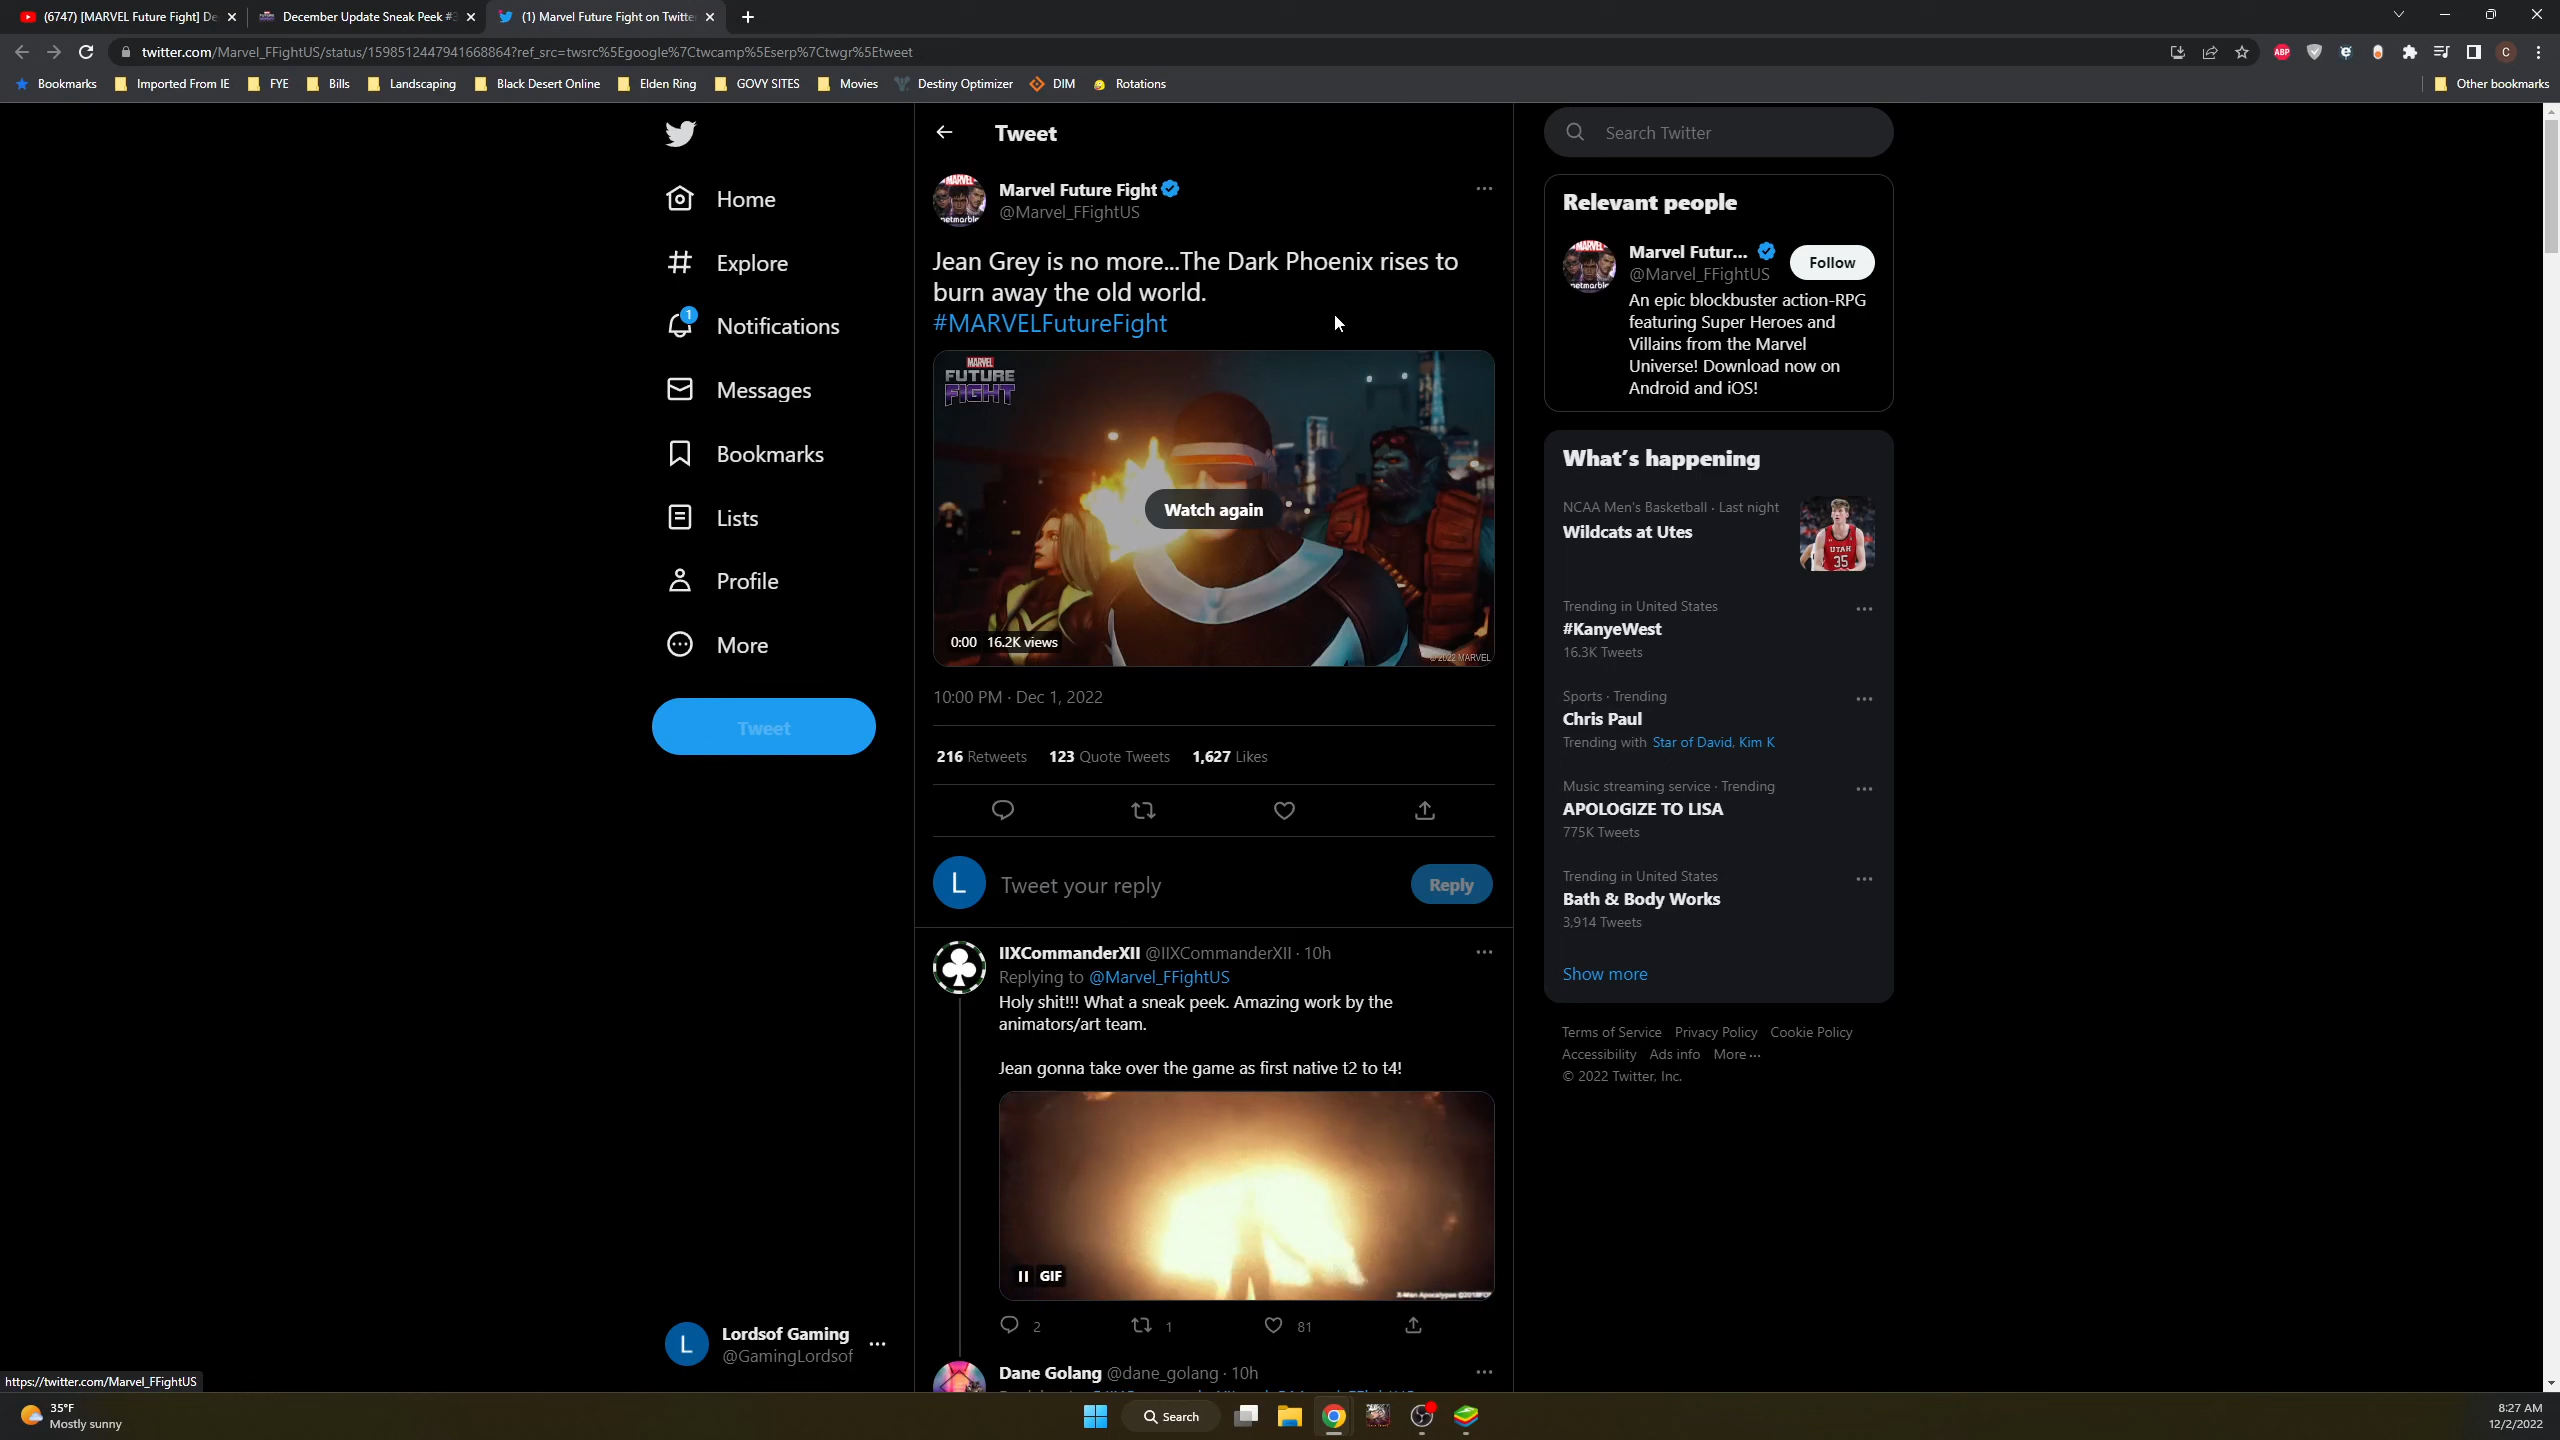 (6747) [MARVEL Future Fight] De
December Update Sneak Peek #
(1) Marvel Future Fight on Twitte
twitter.com/Marvel_FFightUS/status/1598512447941668864?ref_src=twsrc%5Egoogle%7Ctwcamp%5Eserp%7Ctwgr%5Etweet
ABP
C
Bookmarks
Imported From IE
FYE
Bills
Landscaping
Black Desert Online
Elden Ring
GOVY SITES
Movies
Destiny Optimizer
DIM
Rotations
Other bookmarks
Home
Explore
1
Notifications
Messages
Bookmarks
Lists
Profile
More
Tweet
Lordsof Gaming
L
@GamingLordsof
Tweet
Marvel Future Fight
@Marvel_FFightUS
Jean Grey is no more...The Dark Phoenix rises to
burn away the old world.
#MARVELFutureFight
MARVEL
FUTURE
FIGHT
Watch again
0:00 16.2K views
© 2022 MARVEL
10:00 PM · Dec 1, 2022
216 Retweets 123 Quote Tweets 1,627 Likes
L
Tweet your reply
Reply
IIXCommanderXII @IIXCommanderXII · 10h
Replying to @Marvel_FFightUS
Holy shit!!! What a sneak peek. Amazing work by the
animators/art team.
Jean gonna take over the game as first native t2 to t4!
GIF
2
1
81
Dane Golang @dane_golang · 10h
Search Twitter
Relevant people
Marvel Futur...
@Marvel_FFightUS
Follow
An epic blockbuster action-RPG
featuring Super Heroes and
Villains from the Marvel
Universe! Download now on
Android and iOS!
What's happening
NCAA Men's Basketball · Last night
Wildcats at Utes
UTAH
35
Trending in United States
#KanyeWest
16.3K Tweets
Sports · Trending
Chris Paul
Trending with Star of David, Kim K
Music streaming service · Trending
APOLOGIZE TO LISA
775K Tweets
Trending in United States
Bath & Body Works
3,914 Tweets
Show more
Terms of Service Privacy Policy Cookie Policy
Accessibility Ads info More ...
© 2022 Twitter, Inc.
https://twitter.com/Marvel_FFightUS
35°F
Mostly sunny
Search
8:27 AM
12/2/2022